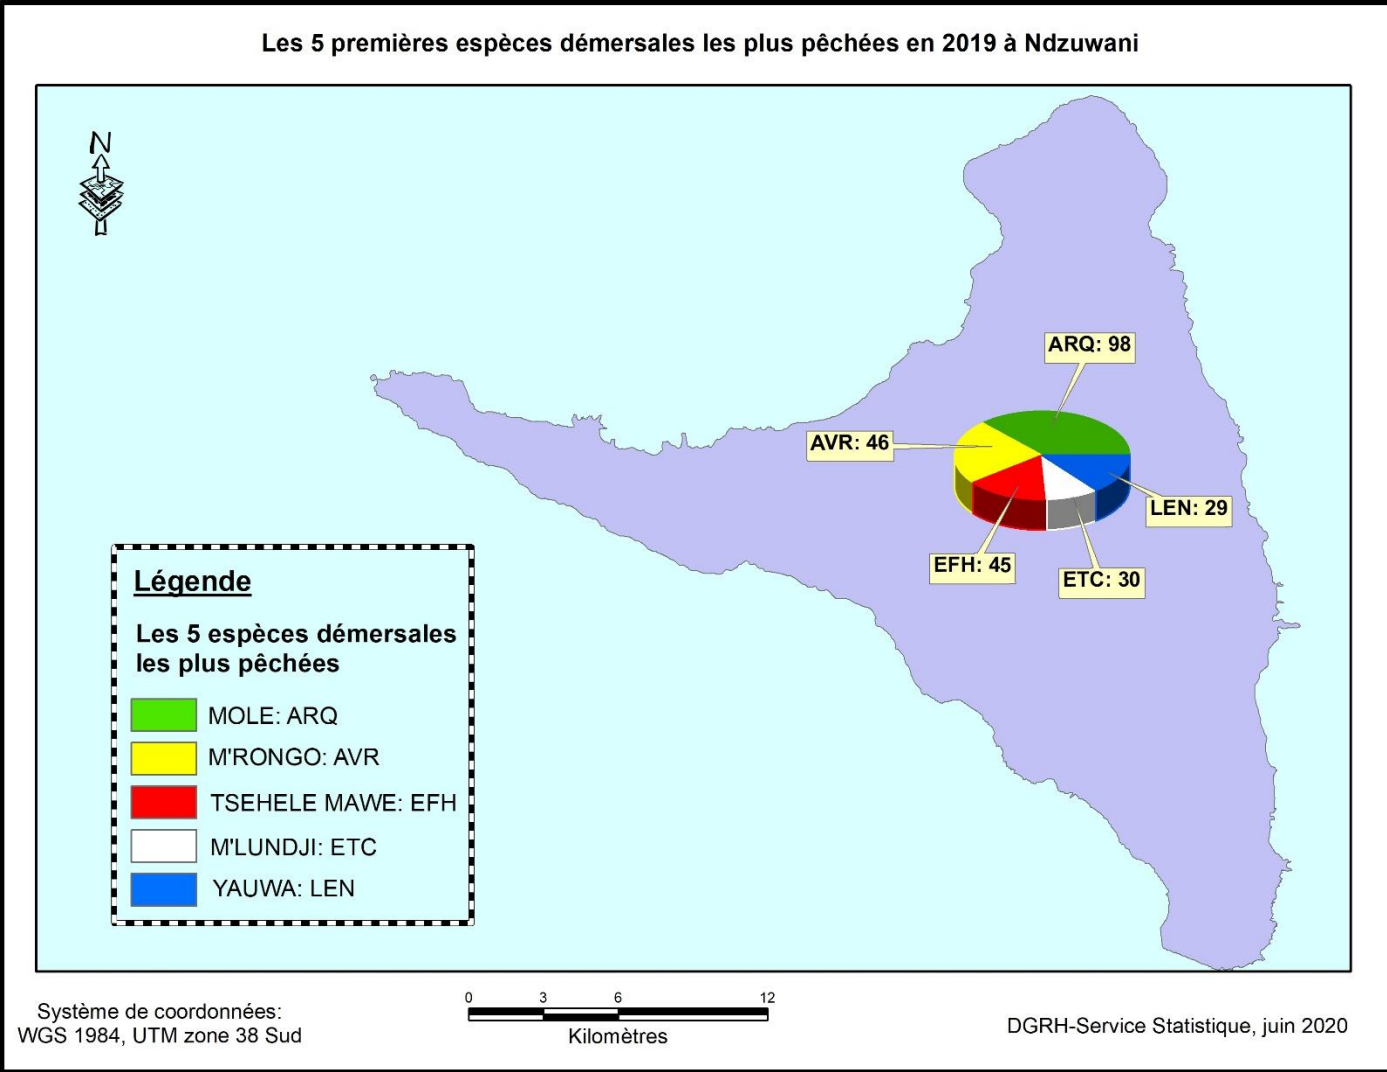 Les 5 premières espèces démersales les plus pêchées en 2019 à Ndzuwani
N
ARQ: 98
AVR: 46
LEN: 29
EFH: 45
ETC: 30
Légende
Les 5 espèces démersales
les plus pêchées
MOLE: ARQ
M'RONGO: AVR
TSEHELE MAWE: EFH
M'LUNDJI: ETC
YAUWA: LEN
Système de coordonnées:
WGS 1984, UTM zone 38 Sud
0 3 6 12
Kilomètres
DGRH-Service Statistique, juin 2020